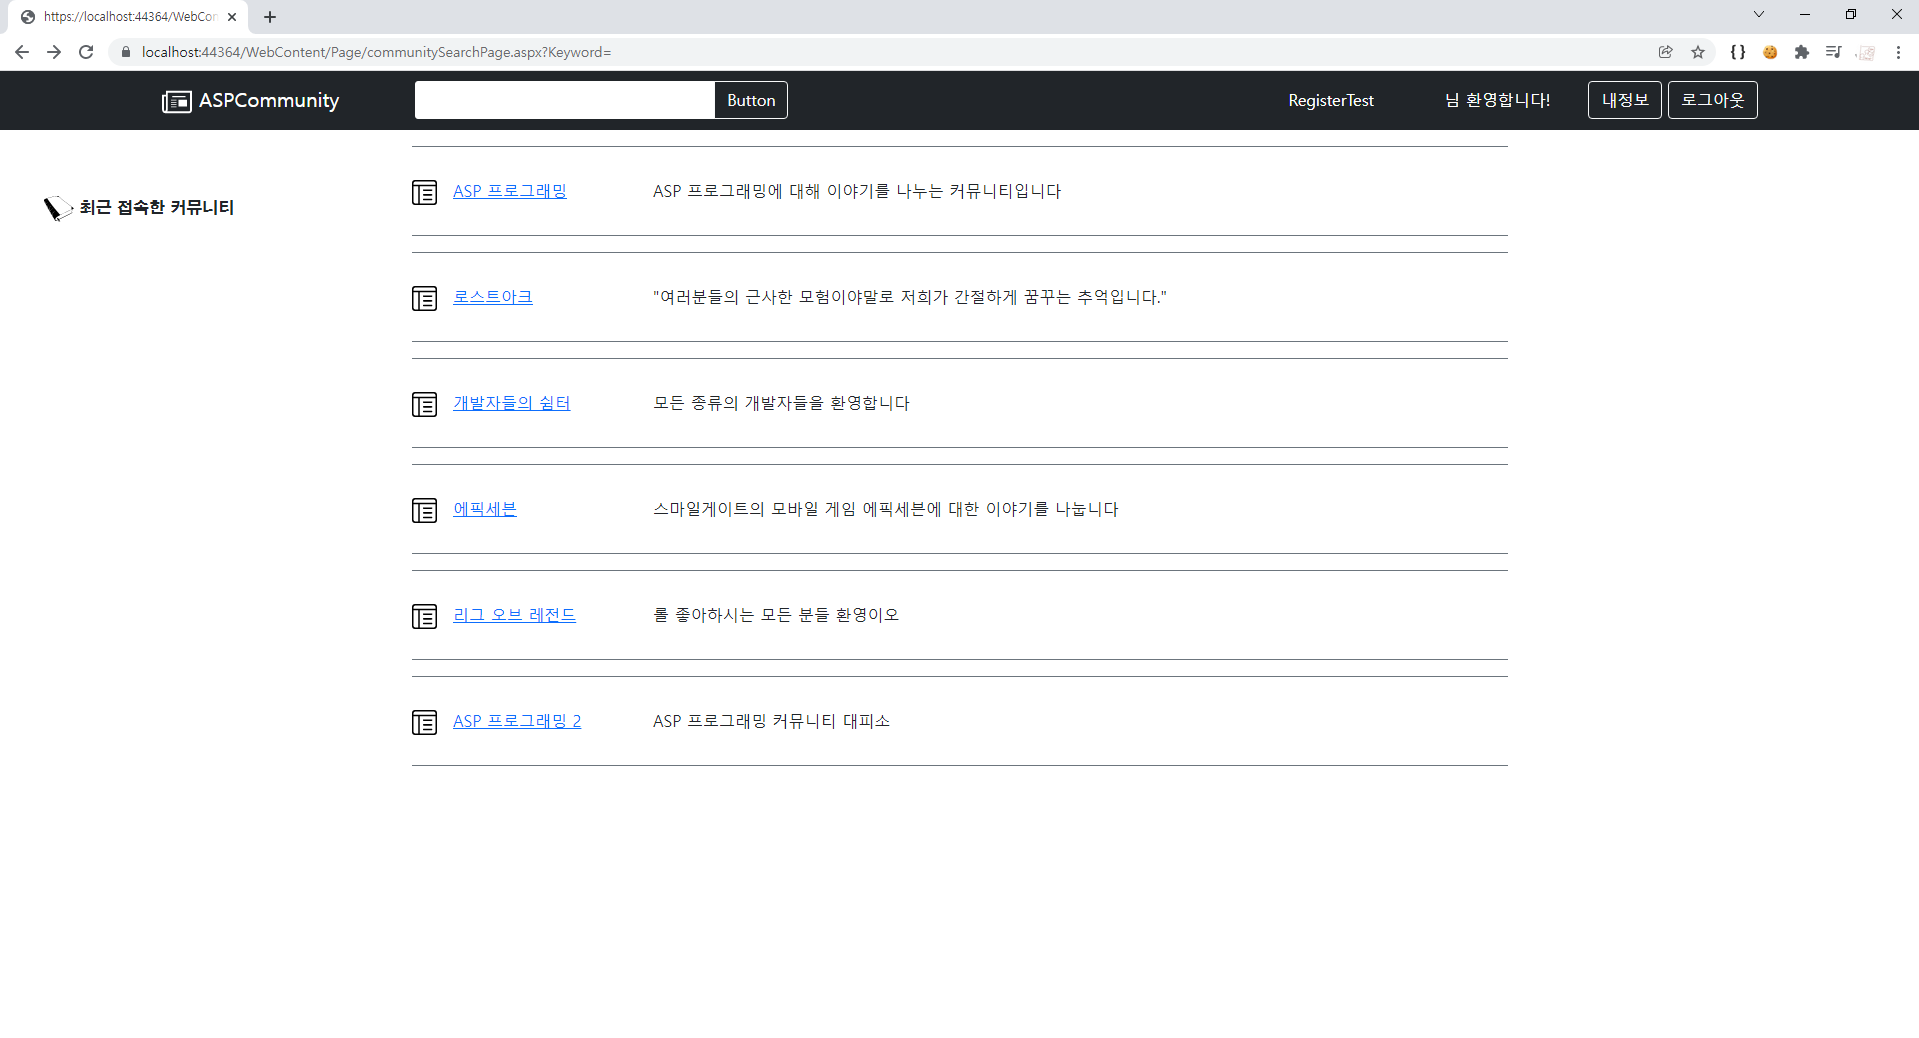 https://localhost:44364/WebCon
localhost:44364/WebContent/Page/communitySearchPage.aspx?Keyword=
ASPCommunity
Button
RegisterTest
님 환영합니다!
내정보
로그아웃
최근 접속한 커뮤니티
ASP 프로그래밍
ASP 프로그래밍에 대해 이야기를 나누는 커뮤니티입니다
로스트아크
"여러분들의 근사한 모험이야말로 저희가 간절하게 꿈꾸는 추억입니다."
개발자들의 쉼터
모든 종류의 개발자들을 환영합니다
에픽세븐
스마일게이트의 모바일 게임 에픽세븐에 대한 이야기를 나눕니다
리그 오브 레전드
롤 좋아하시는 모든 분들 환영이오
ASP 프로그래밍 2
ASP 프로그래밍 커뮤니티 대피소